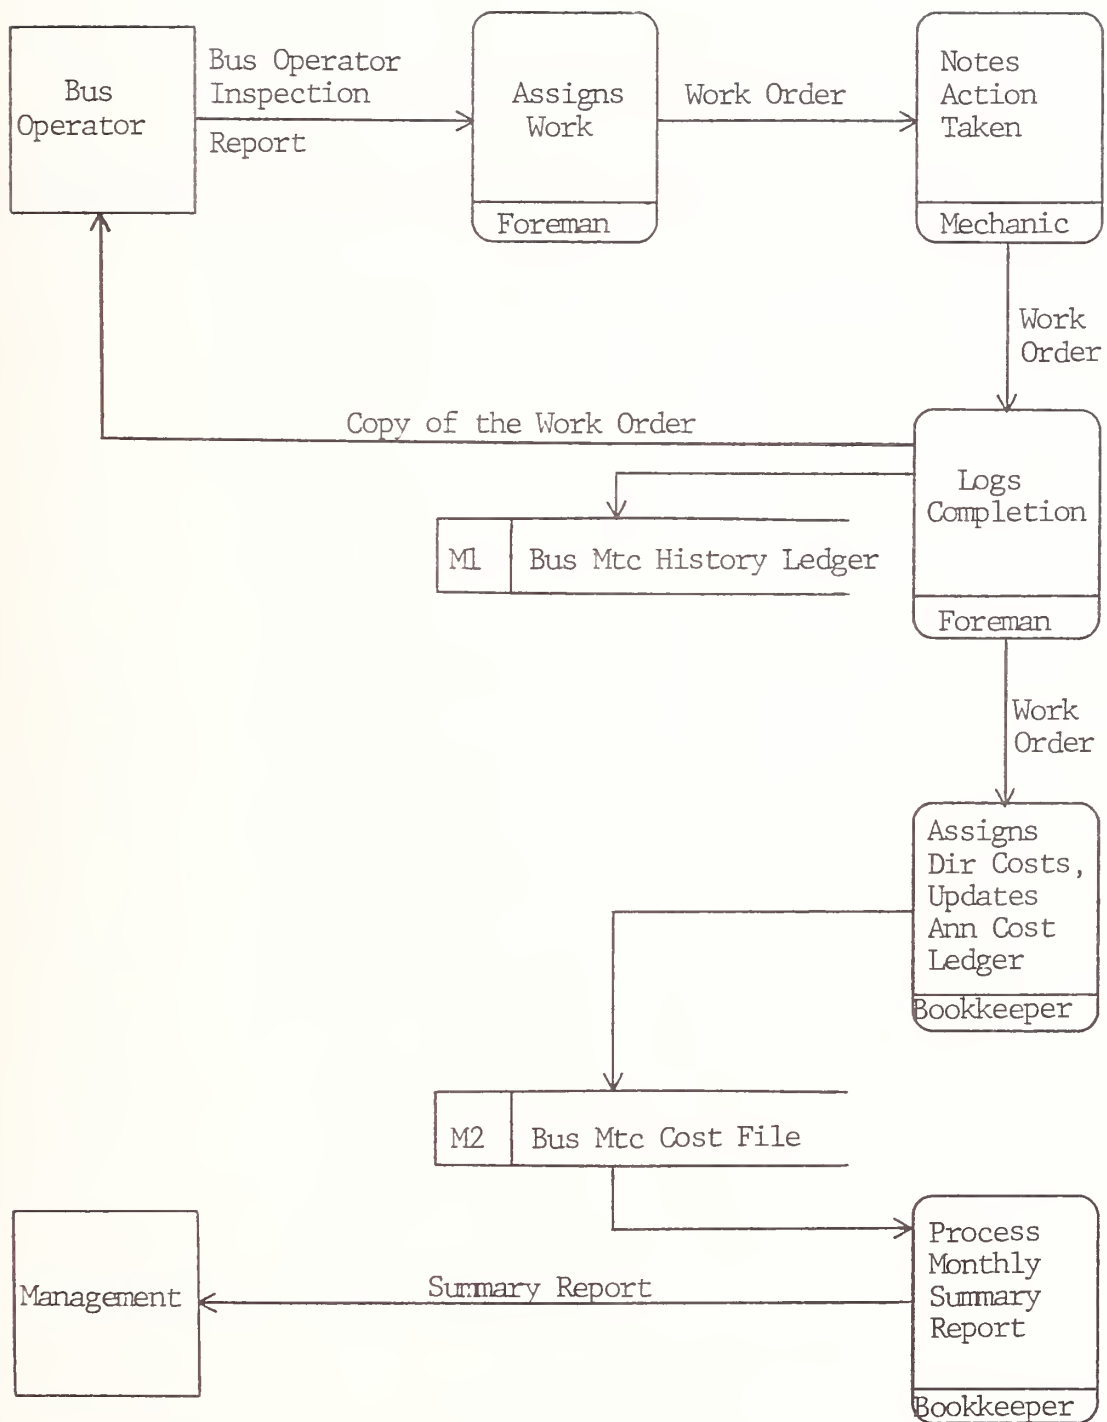 Bus
Operator
Bus Operator
Inspection
Report
Assigns
Work
Foreman
Work Order
Notes
Action
Taken
Mechanic
Work
Order
Copy of the Work Order
Logs
Completion
Foreman
M1
Bus Mtc History Ledger
Work
Order
Assigns
Dir Costs,
Updates
Ann Cost
Ledger
Bookkeeper
M2
Bus Mtc Cost File
Process
Monthly
Summary
Report
Bookkeeper
Summary Report
Management